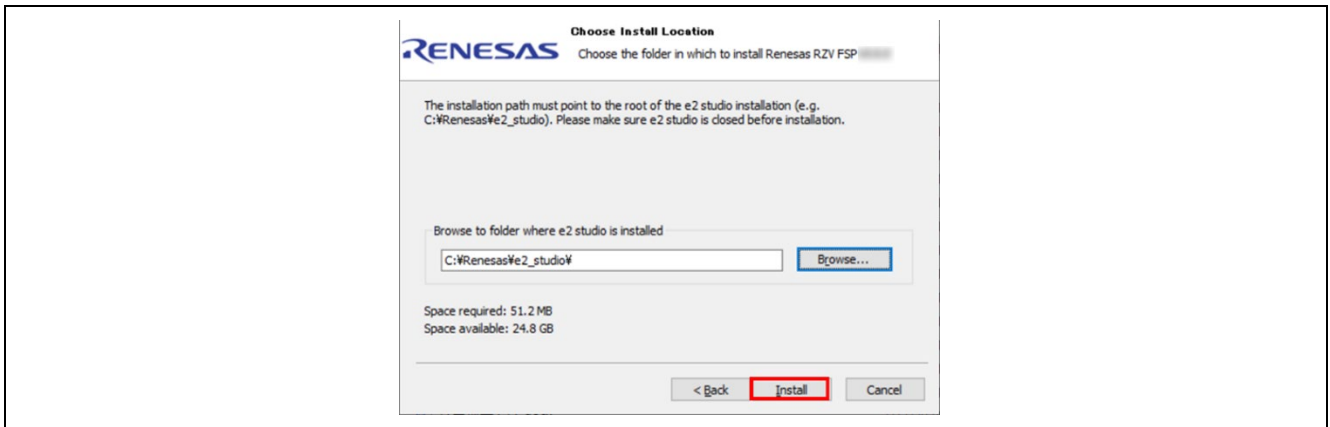 Choose Install Location
RENESAS
Choose the folder in which to install Renesas RZV FSP
The installation path must point to the root of the e2 studio installation (e.g.
C:¥Renesas¥e2_studio). Please make sure e2 studio is closed before installation.
Browse to folder where e2 studio is installed
C:¥Renesas¥e2_studio¥
Browse...
Space required: 51.2 MB
Space available: 24.8 GB
< Back
Install
Cancel